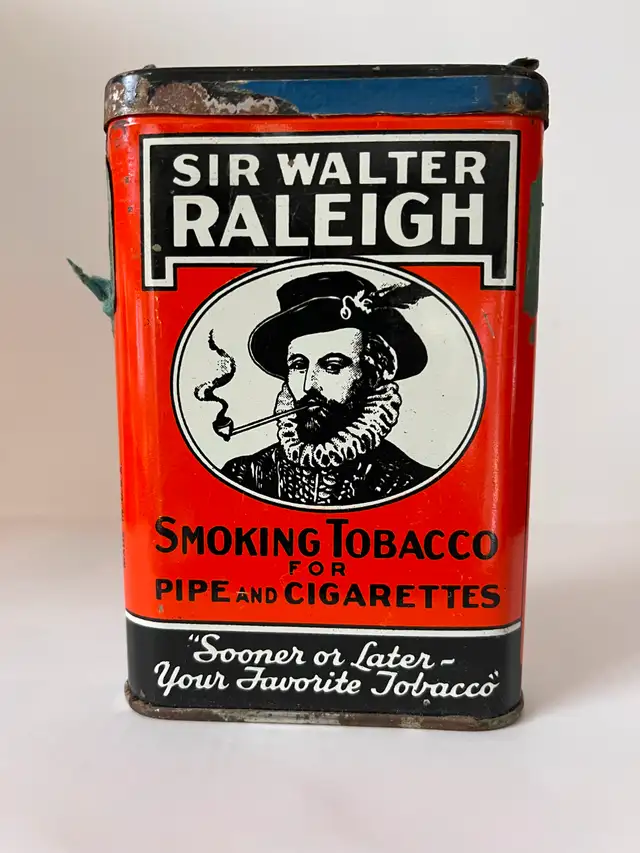 SIR WALTER
RALEIGH
SMOKING TOBACCO
FOR
PIPE AND CIGARETTES
"Sooner or Later -
Your Favorite Tobacco"